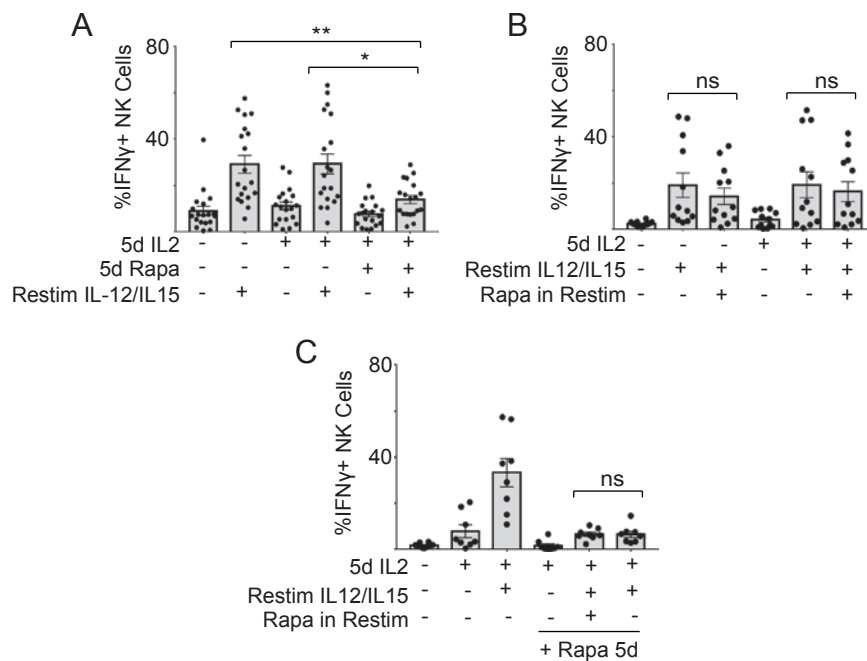 A
80
40
%IFNγ+ NK Cells
**
*
5d IL2 - - + + + +
5d Rapa - - - - + +
Restim IL-12/IL15 - + - + - +
B
80
40
%IFNγ+ NK Cells
ns
ns
5d IL2 - - - + + +
Restim IL12/IL15 - + + - + +
Rapa in Restim - - + - - +
C
80
40
%IFNγ+ NK Cells
ns
5d IL2 - + + + + +
Restim IL12/IL15 - - + - + +
Rapa in Restim - - - - + -
+ Rapa 5d